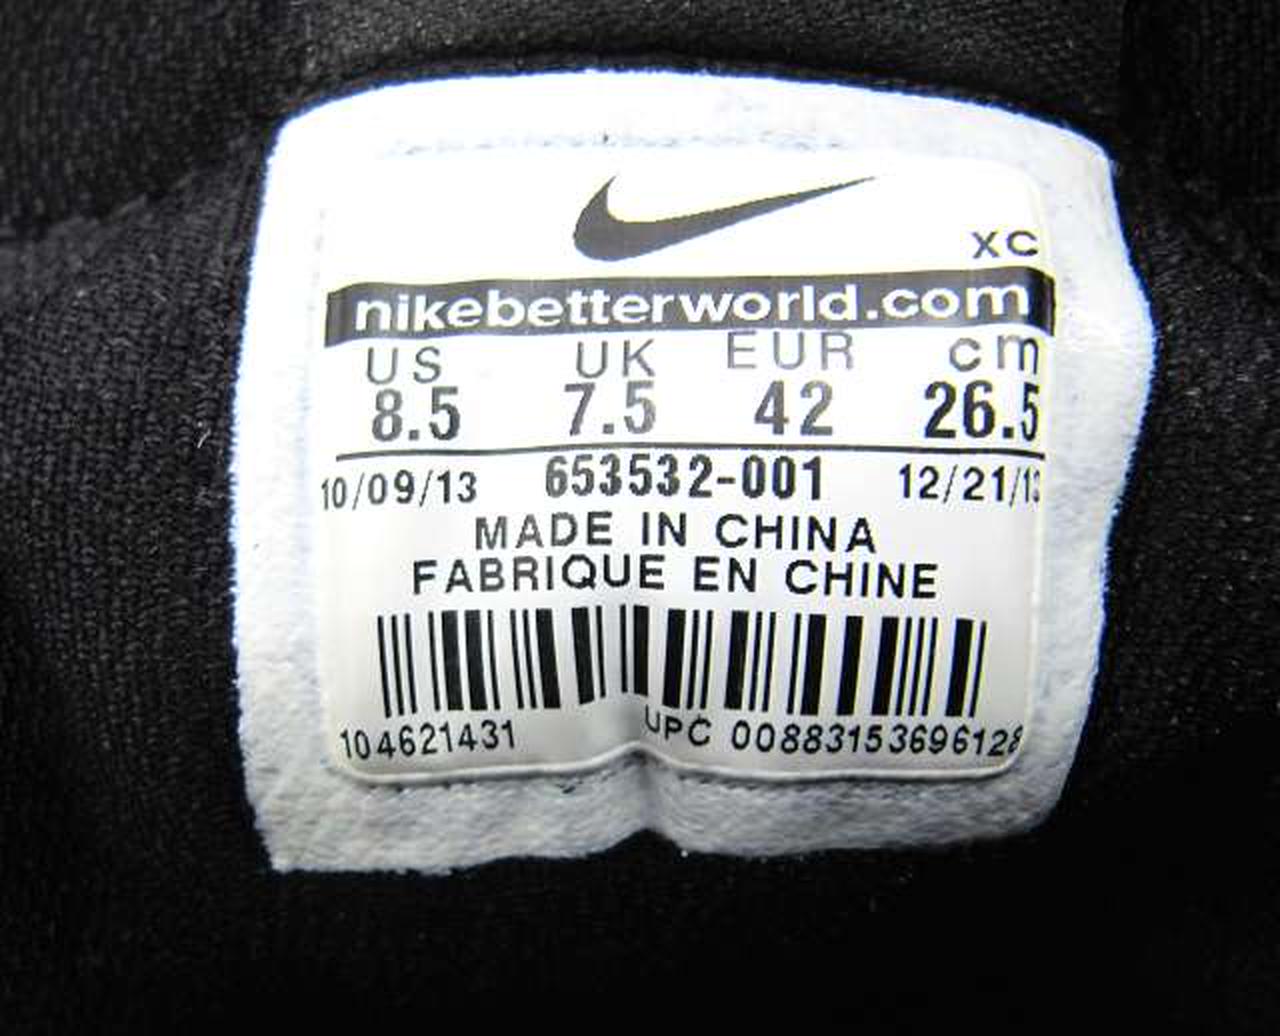 XC
nikebetterworld.com
US UK EUR cm
8.5 7.5 42 26.5
10/09/13 653532-001 12/21/13
MADE IN CHINA
FABRIQUE EN CHINE
104621431 UPC 00883153696128